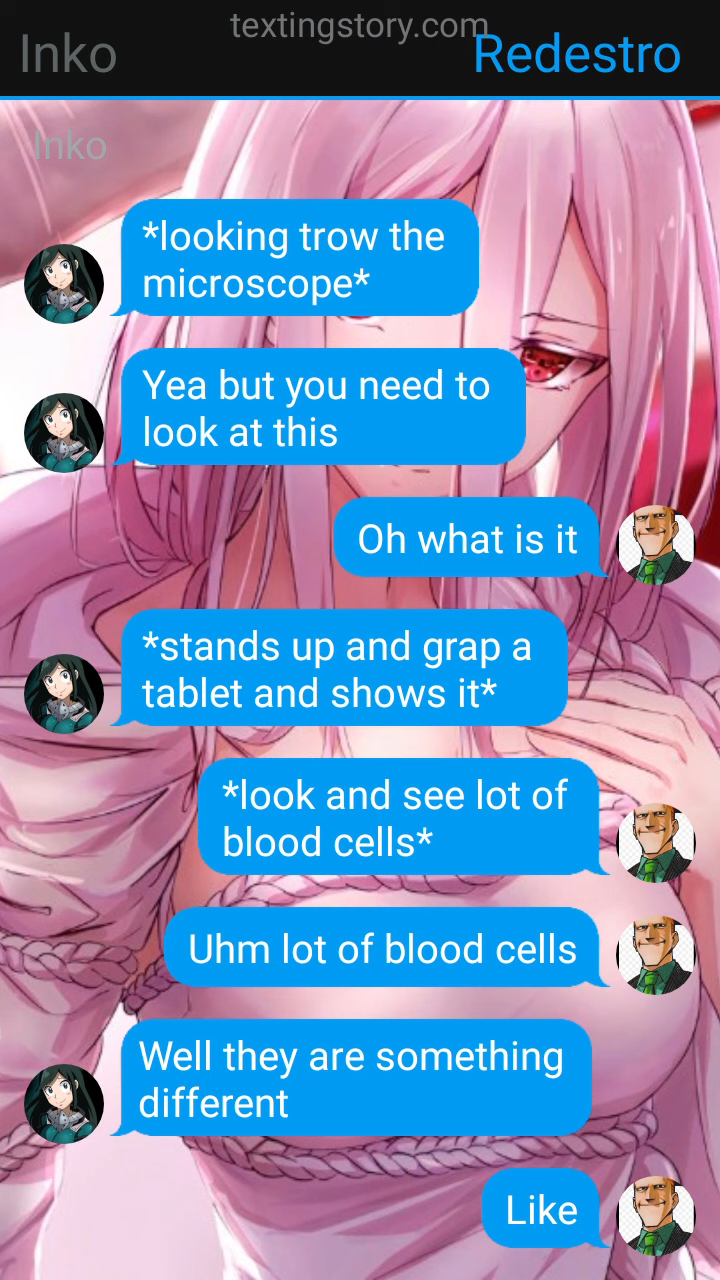 textingstory.com
Inko
Redestro
Inko
*looking trow the
microscope*
Yea but you need to
look at this
Oh what is it
*stands up and grap a
tablet and shows it*
*look and see lot of
blood cells*
Uhm lot of blood cells
Well they are something
different
Like